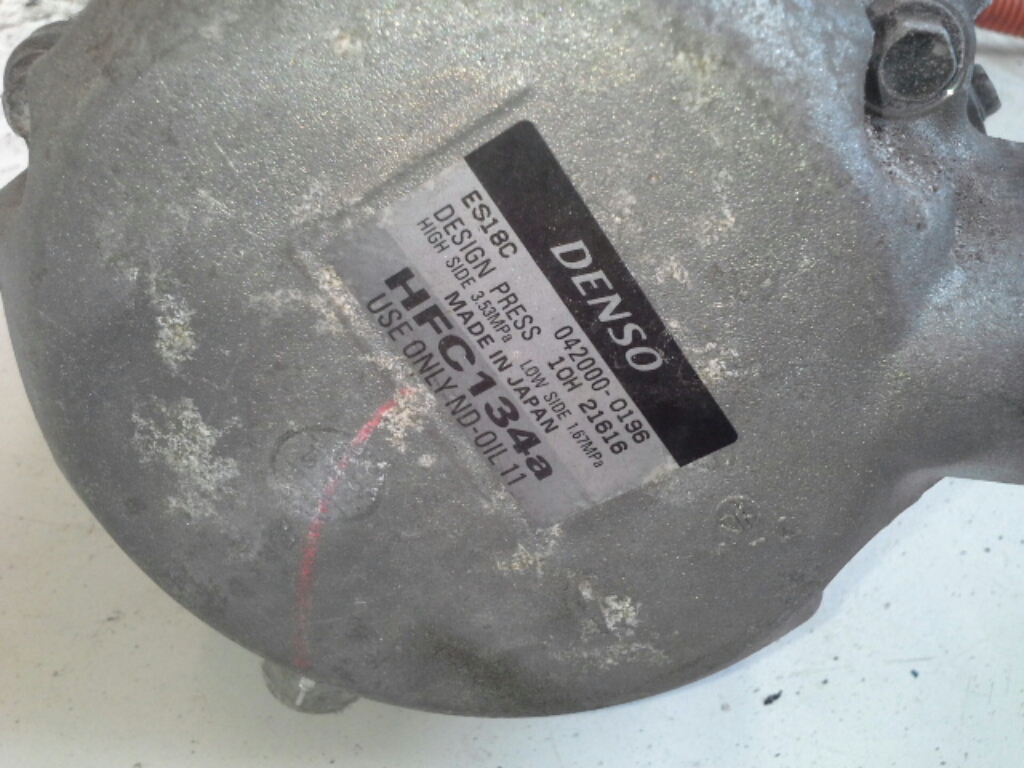 DENSO
ES18C 042000-0196
DESIGN PRESS 10H 21616
HIGH SIDE 3.53MPa LOW SIDE 1.67MPa
MADE IN JAPAN
HFC134a
USE ONLY ND-OIL 11